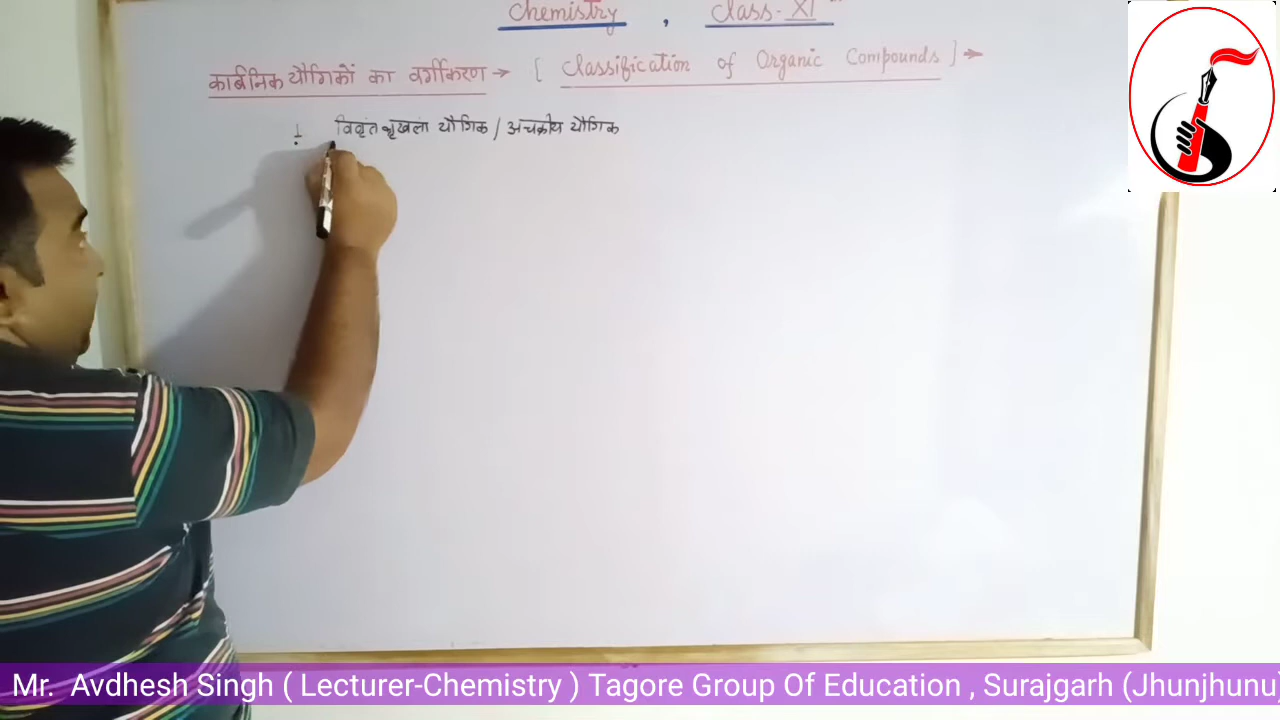 Chemistry , Class-XI
कार्बनिक यौगिकों का वर्गीकरण → [ Classification of Organic Compounds ] →
1. विवृत श्रृंखला यौगिक / अचक्रीय यौगिक
Mr. Avdhesh Singh ( Lecturer-Chemistry ) Tagore Group Of Education , Surajgarh (Jhunjhunu)